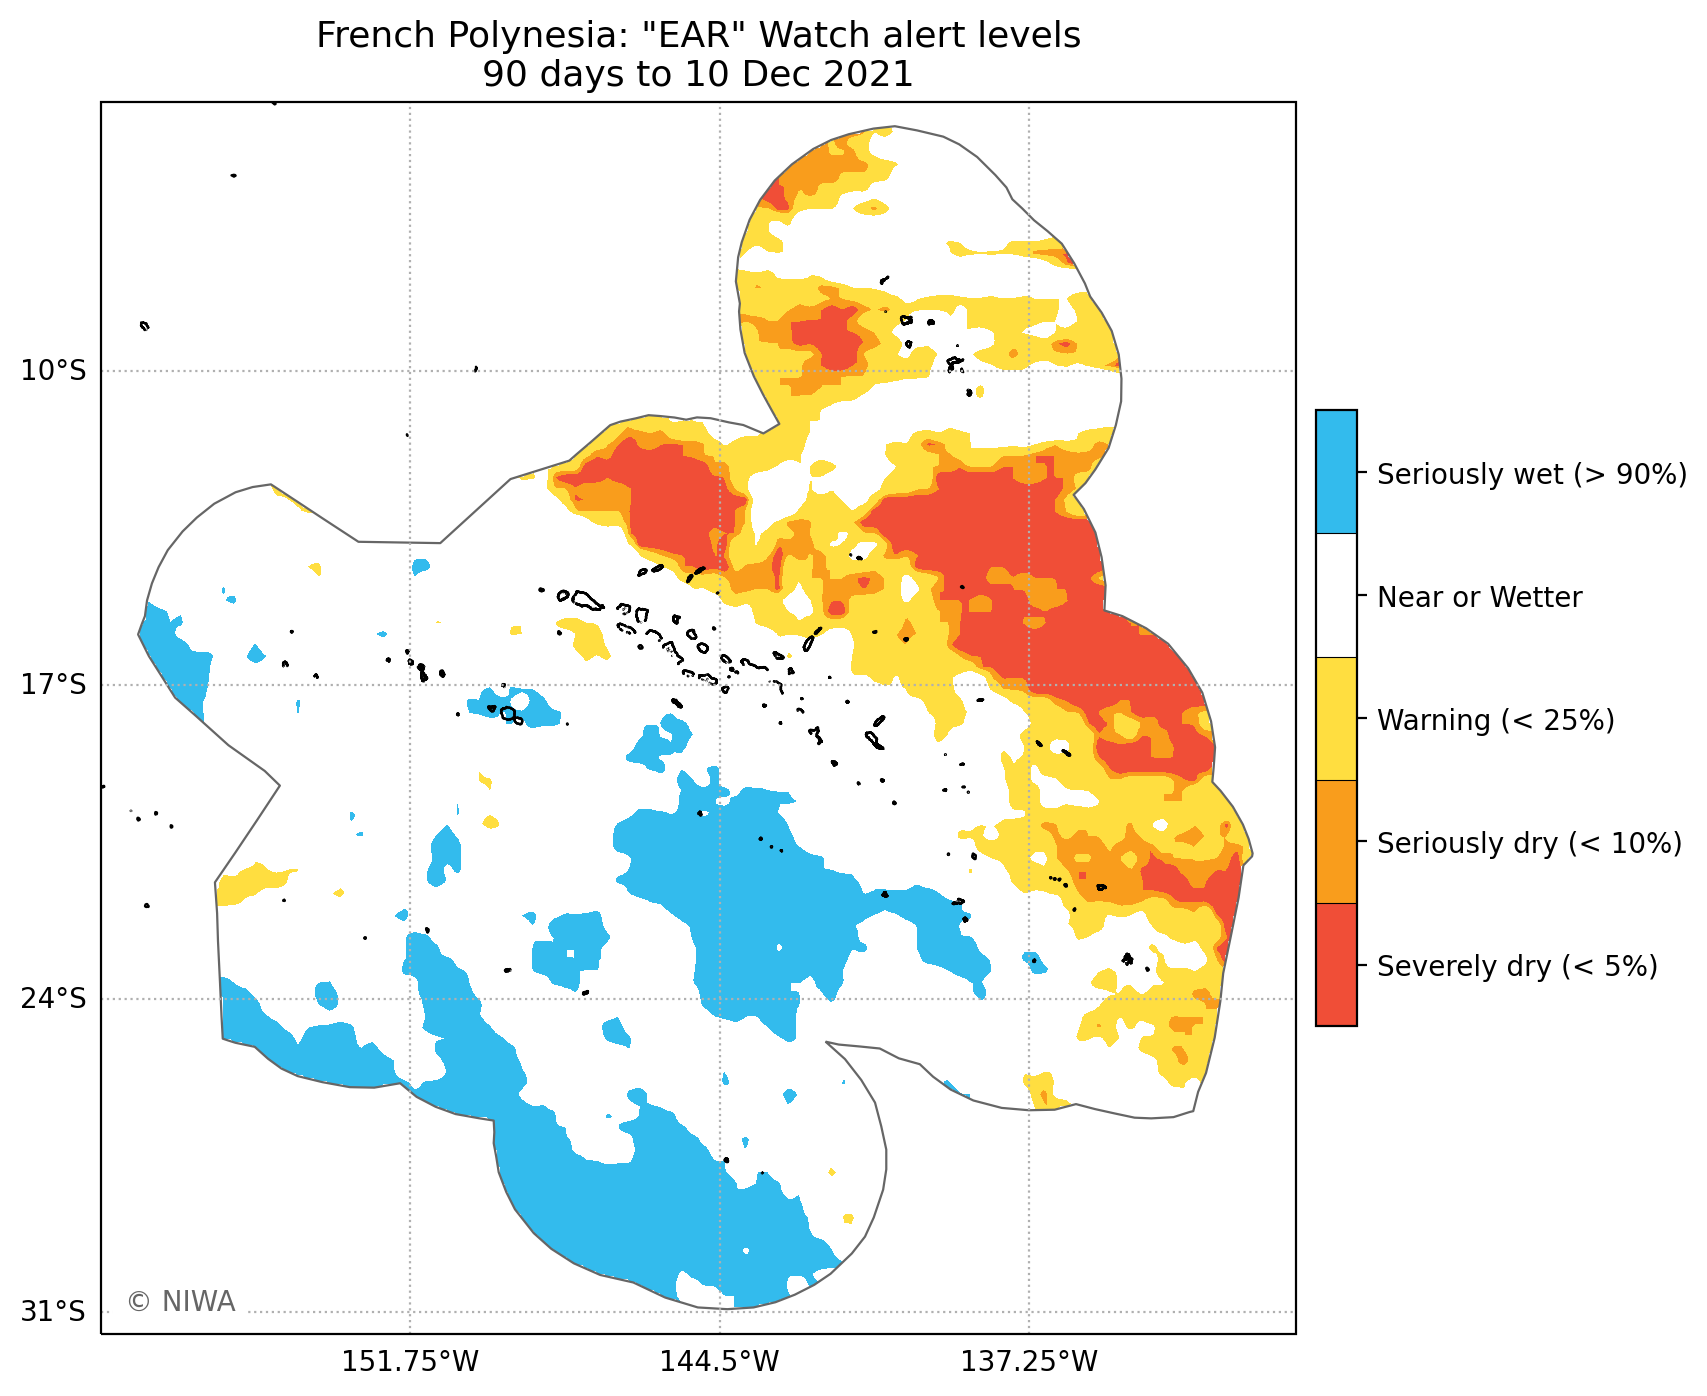 French Polynesia: "EAR" Watch alert levels
90 days to 10 Dec 2021
10°S
17°S
24°S
31°S
151.75°W
144.5°W
137.25°W
© NIWA
Seriously wet (> 90%)
Near or Wetter
Warning (< 25%)
Seriously dry (< 10%)
Severely dry (< 5%)